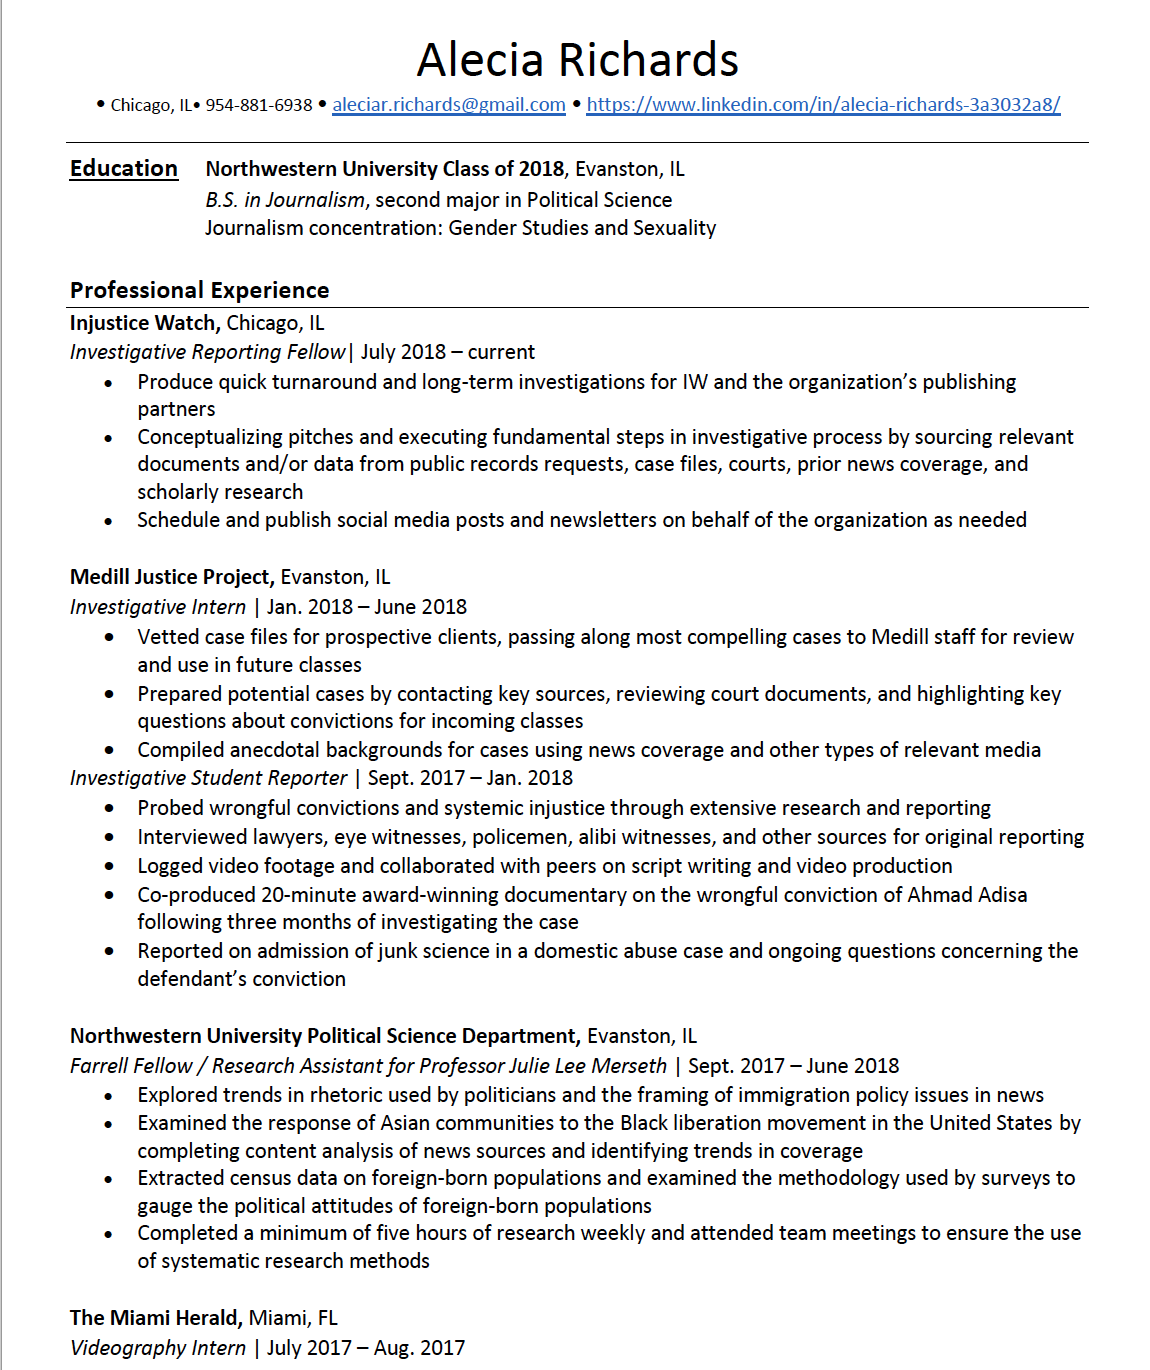 Alecia Richards
• Chicago, IL• 954-881-6938 • aleciar.richards@gmail.com • https://www.linkedin.com/in/alecia-richards-3a3032a8/
Education Northwestern University Class of 2018, Evanston, IL
B.S. in Journalism, second major in Political Science
Journalism concentration: Gender Studies and Sexuality
Professional Experience
Injustice Watch, Chicago, IL
Investigative Reporting Fellow| July 2018 – current
• Produce quick turnaround and long-term investigations for IW and the organization’s publishing
partners
• Conceptualizing pitches and executing fundamental steps in investigative process by sourcing relevant
documents and/or data from public records requests, case files, courts, prior news coverage, and
scholarly research
• Schedule and publish social media posts and newsletters on behalf of the organization as needed
Medill Justice Project, Evanston, IL
Investigative Intern | Jan. 2018 – June 2018
• Vetted case files for prospective clients, passing along most compelling cases to Medill staff for review
and use in future classes
• Prepared potential cases by contacting key sources, reviewing court documents, and highlighting key
questions about convictions for incoming classes
• Compiled anecdotal backgrounds for cases using news coverage and other types of relevant media
Investigative Student Reporter | Sept. 2017 – Jan. 2018
• Probed wrongful convictions and systemic injustice through extensive research and reporting
• Interviewed lawyers, eye witnesses, policemen, alibi witnesses, and other sources for original reporting
• Logged video footage and collaborated with peers on script writing and video production
• Co-produced 20-minute award-winning documentary on the wrongful conviction of Ahmad Adisa
following three months of investigating the case
• Reported on admission of junk science in a domestic abuse case and ongoing questions concerning the
defendant’s conviction
Northwestern University Political Science Department, Evanston, IL
Farrell Fellow / Research Assistant for Professor Julie Lee Merseth | Sept. 2017 – June 2018
• Explored trends in rhetoric used by politicians and the framing of immigration policy issues in news
• Examined the response of Asian communities to the Black liberation movement in the United States by
completing content analysis of news sources and identifying trends in coverage
• Extracted census data on foreign-born populations and examined the methodology used by surveys to
gauge the political attitudes of foreign-born populations
• Completed a minimum of five hours of research weekly and attended team meetings to ensure the use
of systematic research methods
The Miami Herald, Miami, FL
Videography Intern | July 2017 – Aug. 2017